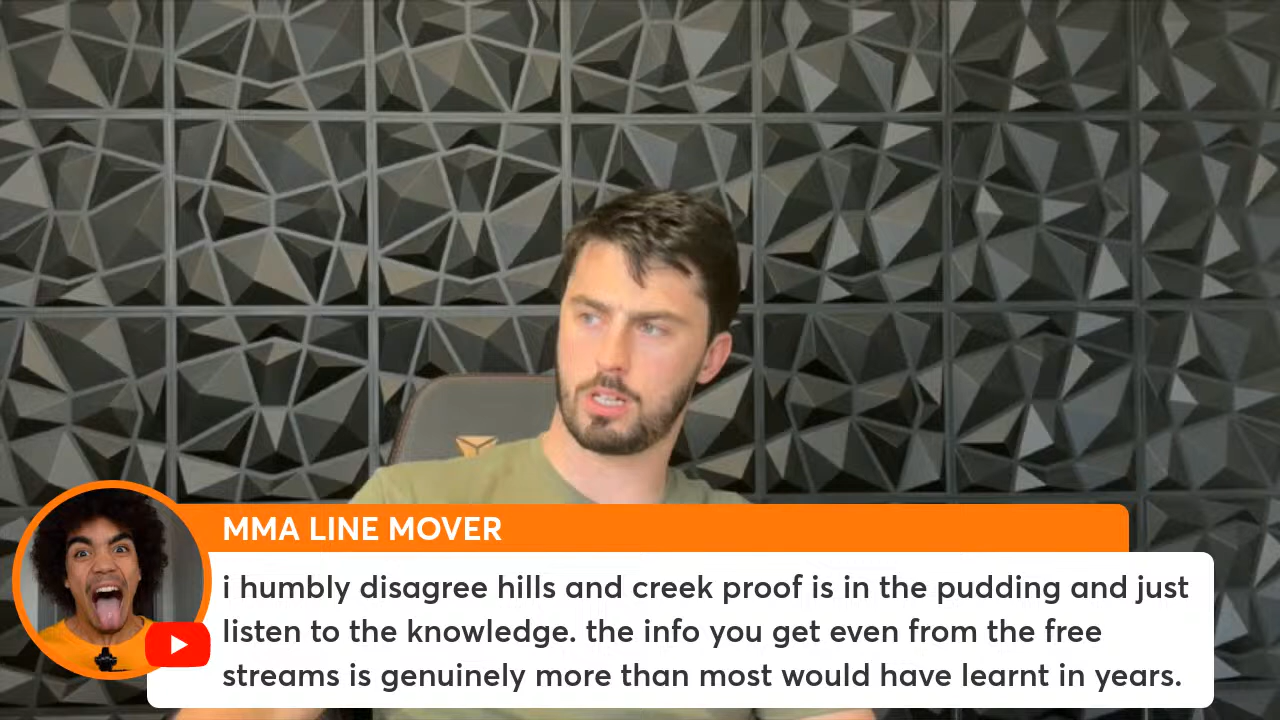 MMA LINE MOVER
i humbly disagree hills and creek proof is in the pudding and just
listen to the knowledge. the info you get even from the free
streams is genuinely more than most would have learnt in years.